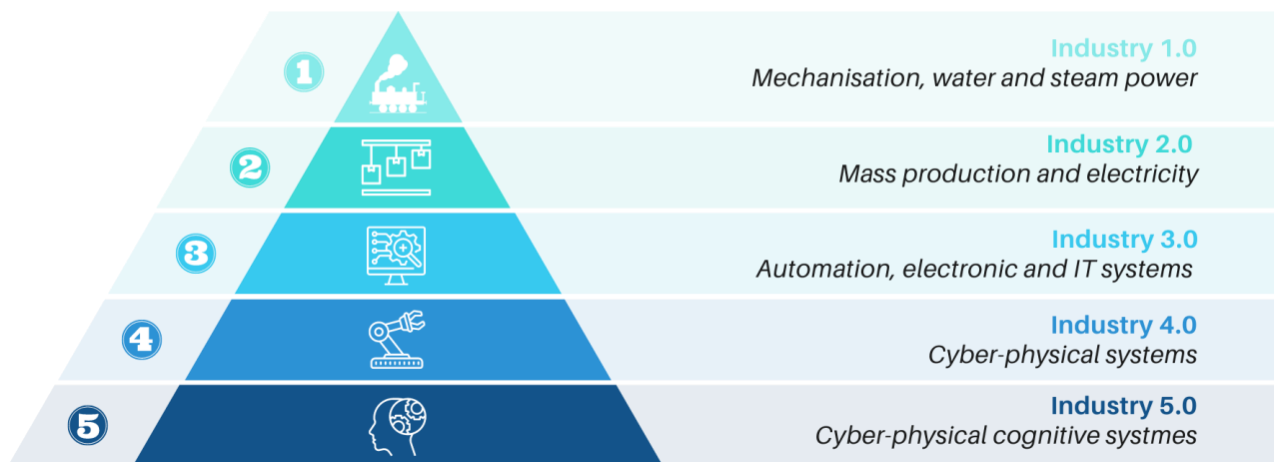 1
Industry 1.0
Mechanisation, water and steam power
2
Industry 2.0
Mass production and electricity
3
Industry 3.0
Automation, electronic and IT systems
4
Industry 4.0
Cyber-physical systems
5
Industry 5.0
Cyber-physical cognitive systmes